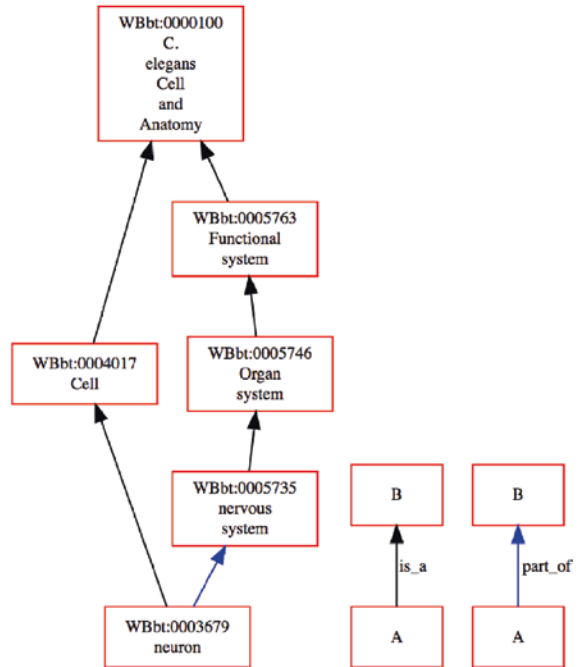 WBbt:0000100
C.
elegans
Cell
and
Anatomy
WBbt:0005763
Functional
system
WBbt:0004017
Cell
WBbt:0005746
Organ
system
WBbt:0005735
nervous
system
WBbt:0003679
neuron
B
is_a
A
B
part_of
A